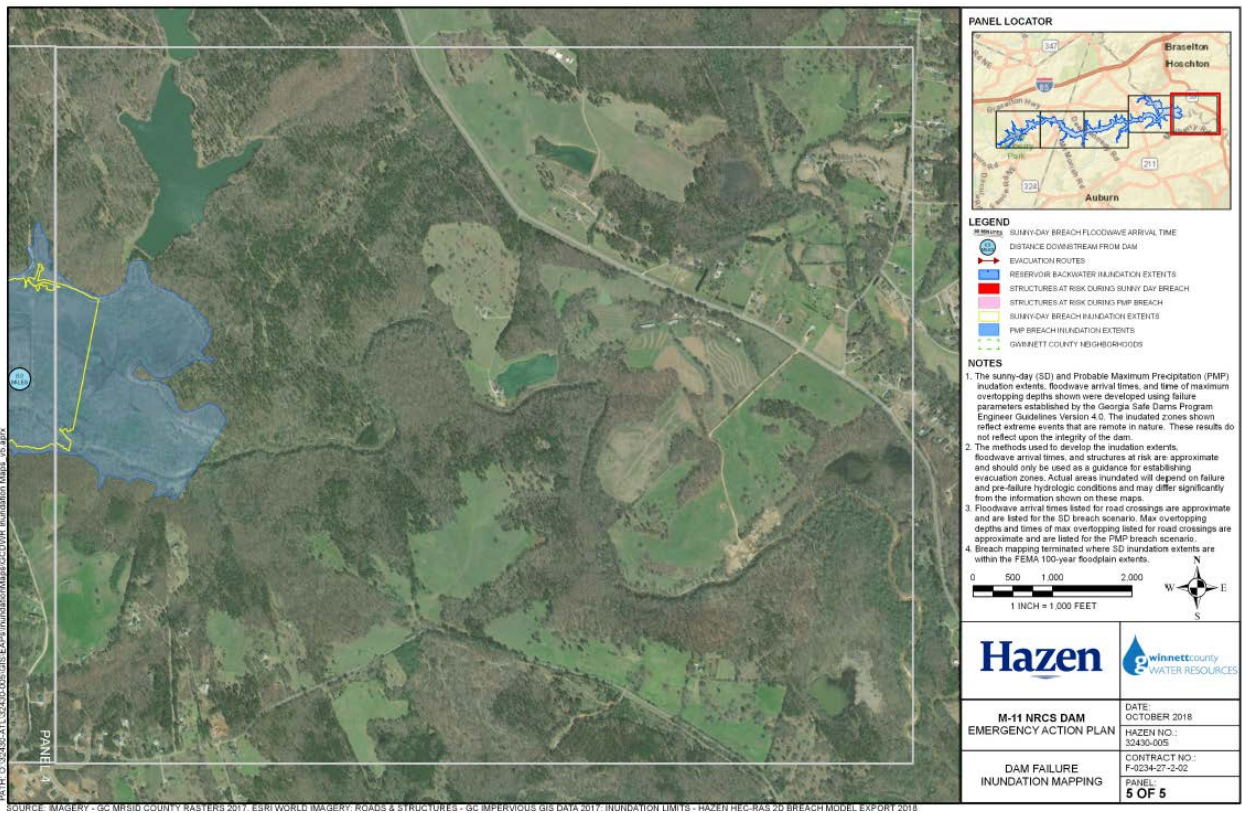 PANEL LOCATOR
347
Braselton
Hoschton
85
Braselton Hwy
Park
324
211
Auburn
LEGEND
SUNNY-DAY BREACH FLOODWAVE ARRIVAL TIME
DISTANCE DOWNSTREAM FROM DAM
EVACUATION ROUTES
RESERVOIR BACKWATER INUNDATION EXTENTS
STRUCTURES AT RISK DURING SUNNY DAY BREACH
STRUCTURES AT RISK DURING PMP BREACH
SUNNY-DAY BREACH INUNDATION EXTENTS
PMP BREACH INUNDATION EXTENTS
GWINNETT COUNTY NEIGHBORHOODS
NOTES
1. The sunny-day (SD) and Probable Maximum Precipitation (PMP)
inudation extents, floodwave arrival times, and time of maximum
overtopping depths shown were developed using failure
parameters established by the Georgia Safe Dams Program
Engineer Guidelines Version 4.0. The inudated zones shown
reflect extreme events that are remote in nature. These results do
not reflect upon the integrity of the dam.
2. The methods used to develop the inudation extents,
floodwave arrival times, and structures at risk are approximate
and should only be used as a guidance for establishing
evacuation zones. Actual areas inundated will depend on failure
and pre-failure hydrologic conditions and may differ significantly
from the information shown on these maps.
3. Floodwave arrival times listed for road crossings are approximate
and are listed for the SD breach scenario. Max overtopping
depths and times of max overtopping listed for road crossings are
approximate and are listed for the PMP breach scenario.
4. Breach mapping terminated where SD inundation extents are
within the FEMA 100-year floodplain extents.
0 500 1,000 2,000
1 INCH = 1,000 FEET
N
W E
S
Hazen
gwinnettcounty
WATER RESOURCES
M-11 NRCS DAM
EMERGENCY ACTION PLAN
DATE:
OCTOBER 2018
HAZEN NO.:
32430-005
DAM FAILURE
INUNDATION MAPPING
CONTRACT NO.:
F-0234-27-2-02
PANEL:
5 OF 5
MILES
PANEL 4
SOURCE: IMAGERY - GC MRSID COUNTY RASTERS 2017, ESRI WORLD IMAGERY; ROADS & STRUCTURES - GC IMPERVIOUS GIS DATA 2017; INUNDATION LIMITS - HAZEN HEC-RAS 2D BREACH MODEL EXPORT 2018